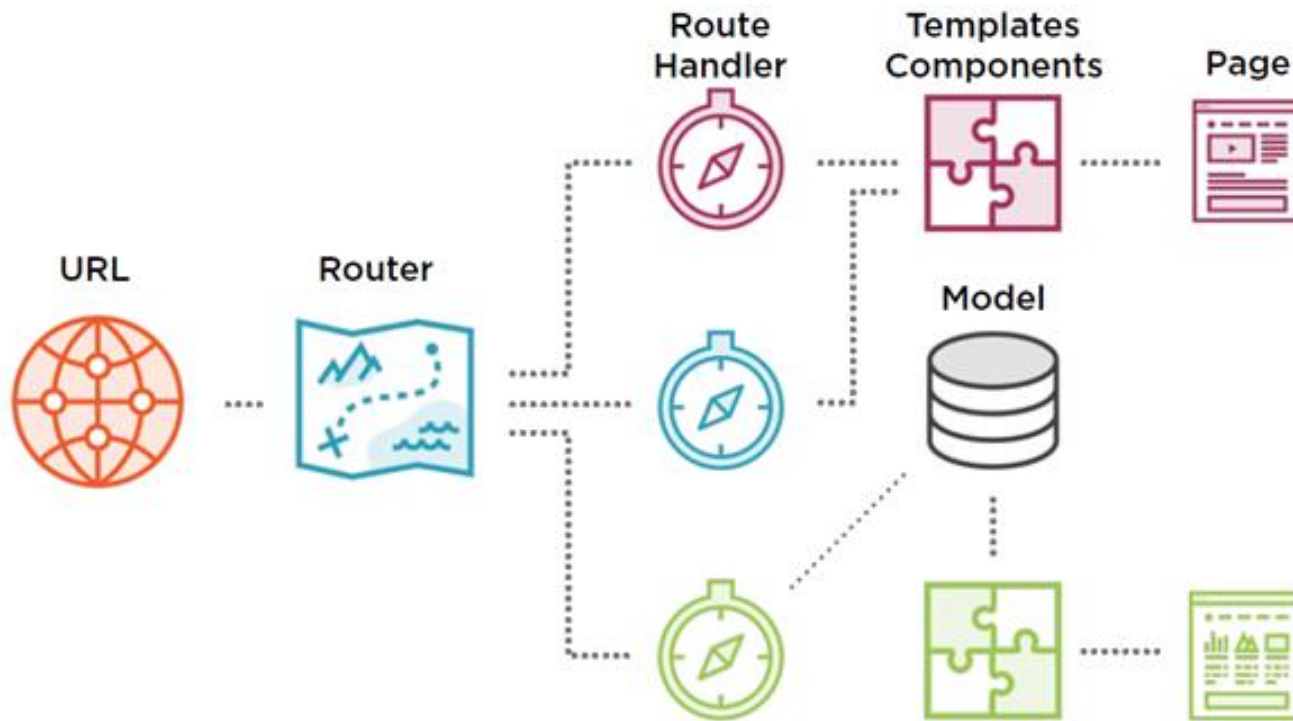 Route
Handler
Templates
Components
Page
URL
Router
Model